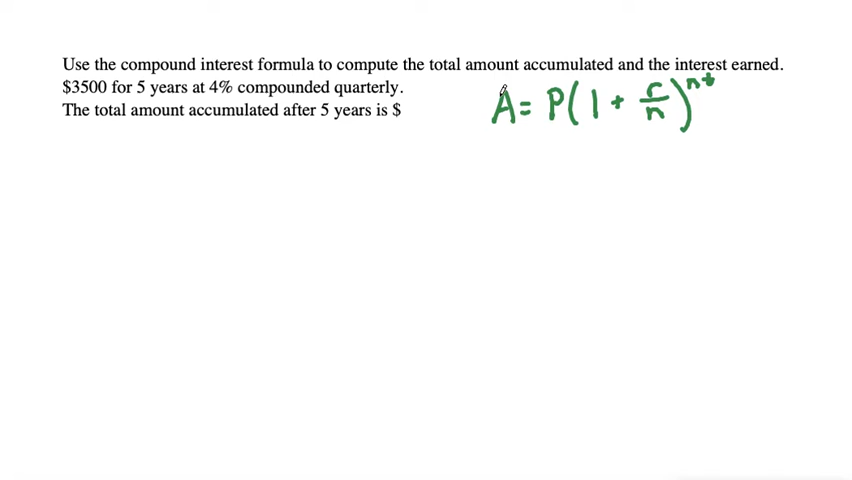 Use the compound interest formula to compute the total amount accumulated and the interest earned.
$3500 for 5 years at 4% compounded quarterly.
The total amount accumulated after 5 years is $
A = P(1 + r/n)^nt